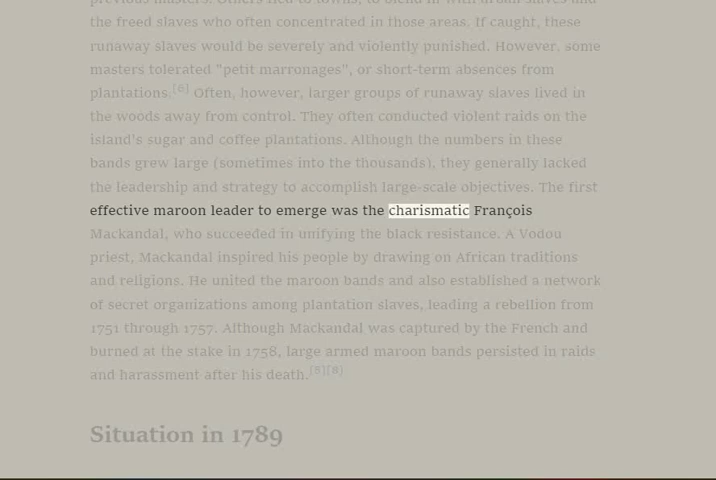 previous masters. Others fled to towns, to blend in with urban slaves and
the freed slaves who often concentrated in those areas. If caught, these
runaway slaves would be severely and violently punished. However, some
masters tolerated "petit marronages", or short-term absences from
plantations.[6] Often, however, larger groups of runaway slaves lived in
the woods away from control. They often conducted violent raids on the
island's sugar and coffee plantations. Although the numbers in these
bands grew large (sometimes into the thousands), they generally lacked
the leadership and strategy to accomplish large-scale objectives. The first
effective maroon leader to emerge was the charismatic François
Mackandal, who succeeded in unifying the black resistance. A Vodou
priest, Mackandal inspired his people by drawing on African traditions
and religions. He united the maroon bands and also established a network
of secret organizations among plantation slaves, leading a rebellion from
1751 through 1757. Although Mackandal was captured by the French and
burned at the stake in 1758, large armed maroon bands persisted in raids
and harassment after his death.[6][8]
Situation in 1789